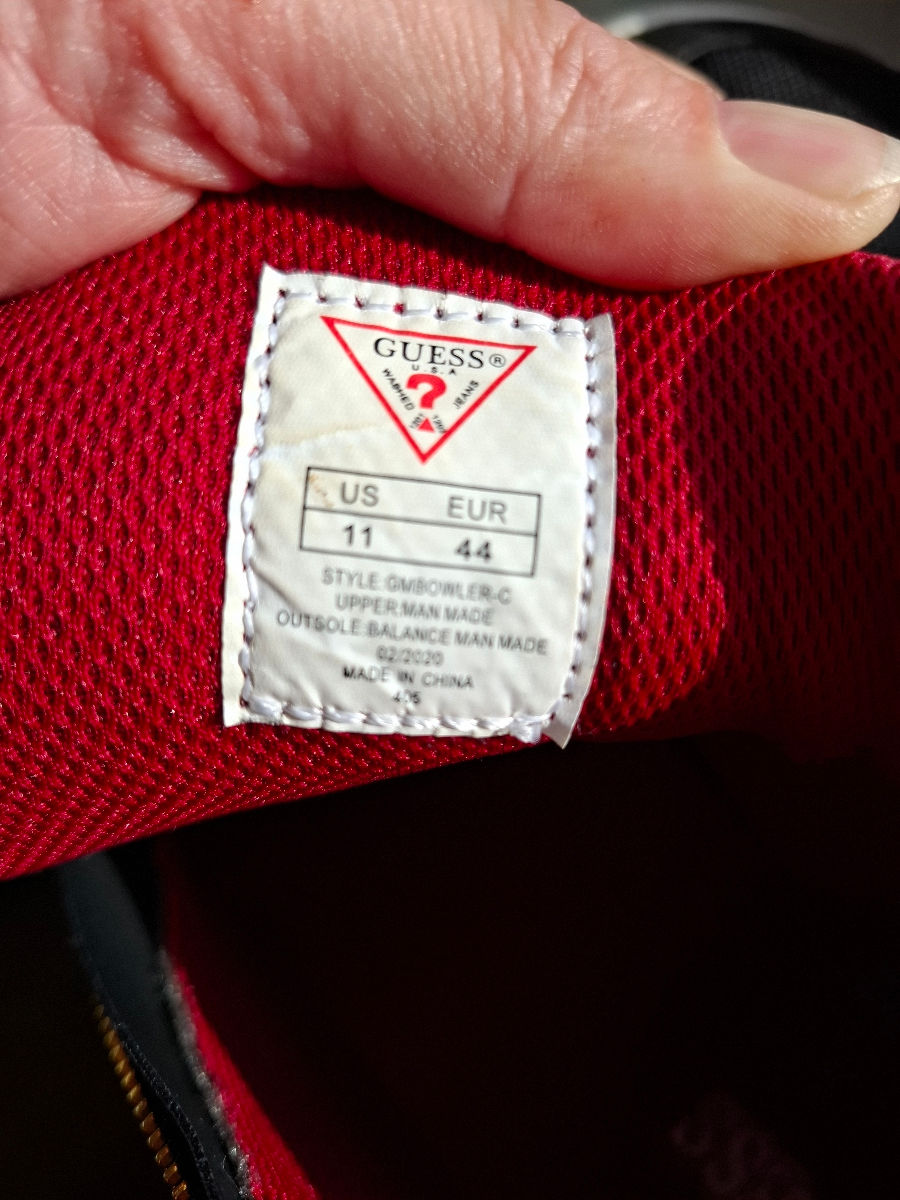 GUESS®
U.S.A
WASHED JEANS
?
US EUR
11 44
STYLE:GMBOWLER-C
UPPER:MAN MADE
OUTSOLE:BALANCE MAN MADE
02/2020
MADE IN CHINA